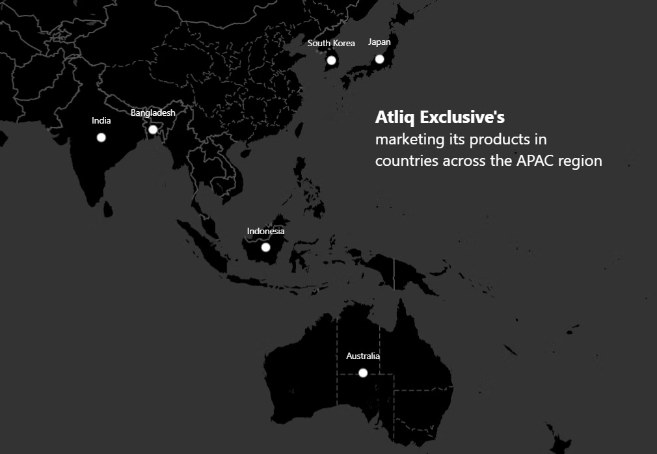 South Korea
Japan
Atliq Exclusive's
marketing its products in
countries across the APAC region
Bangladesh
India
Indonesia
Australia